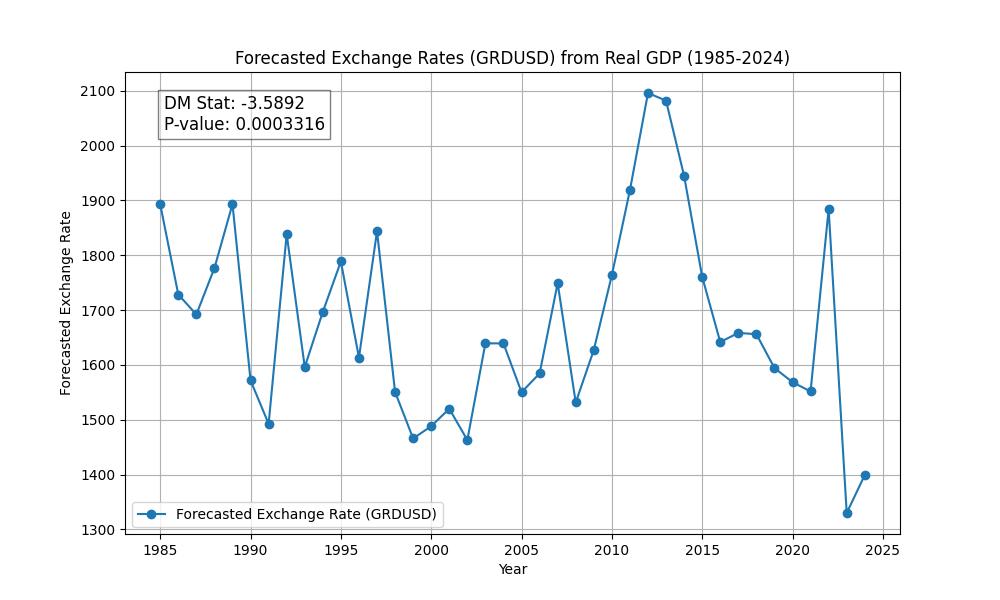 Forecasted Exchange Rates (GRDUSD) from Real GDP (1985-2024)
DM Stat: -3.5892
P-value: 0.0003316
Forecasted Exchange Rate
2100
2000
1900
1800
1700
1600
1500
1400
1300
Forecasted Exchange Rate (GRDUSD)
1985 1990 1995 2000 2005 2010 2015 2020 2025
Year